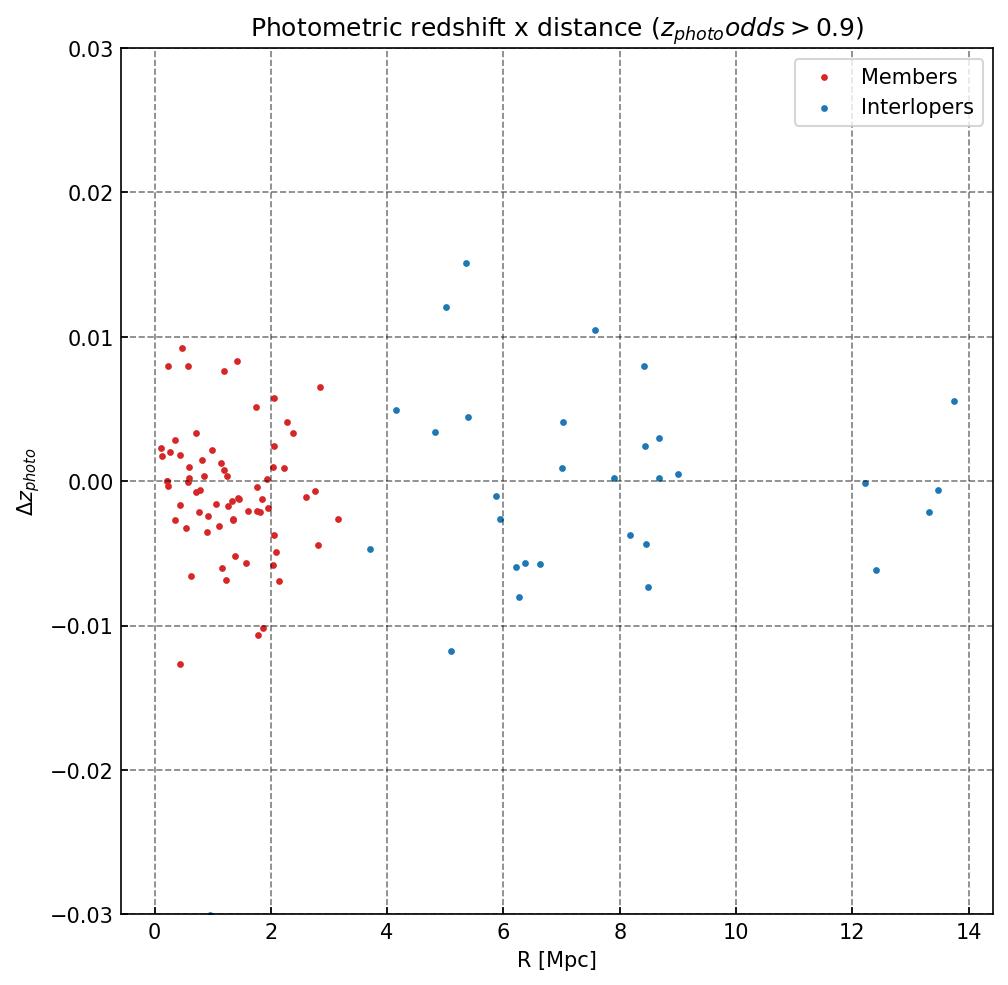 Photometric redshift x distance ($z_{photo}odds > 0.9$)
Members
Interlopers
0.03
0.02
0.01
0.00
−0.01
−0.02
−0.03
$\Delta z_{photo}$
0 2 4 6 8 10 12 14
R [Mpc]